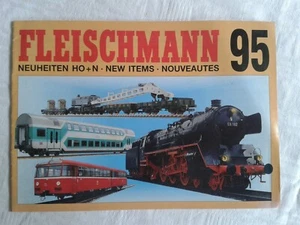 FLEISCHMANN 95
NEUHEITEN HO+N · NEW ITEMS · NOUVEAUTES